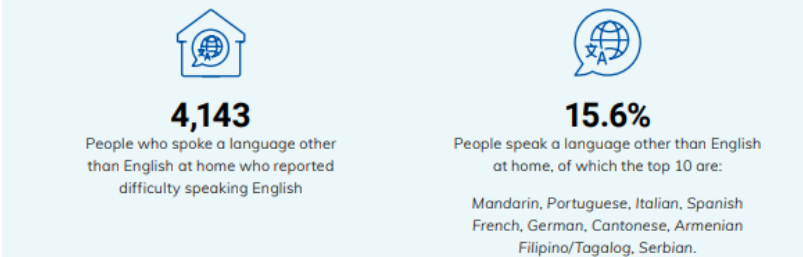 4,143
People who spoke a language other
than English at home who reported
difficulty speaking English
15.6%
People speak a language other than English
at home, of which the top 10 are:
Mandarin, Portuguese, Italian, Spanish
French, German, Cantonese, Armenian
Filipino/Tagalog, Serbian.